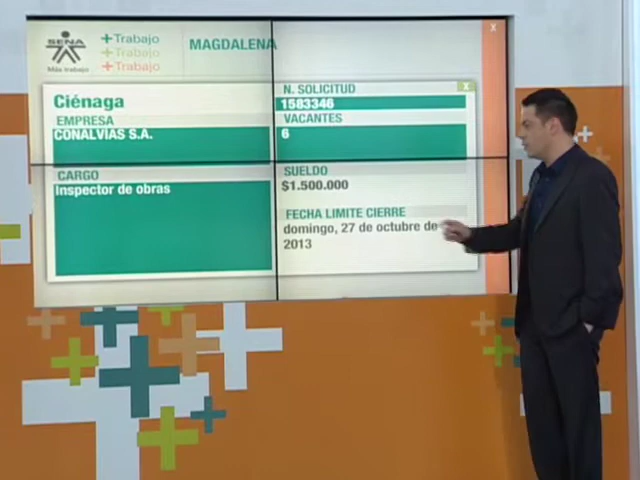 SENA
Más trabajo
+Trabajo
+Trabajo
+Trabajo
MAGDALENA
X
X
Ciénaga
EMPRESA
CONALVIAS S.A.
N. SOLICITUD
1583346
VACANTES
6
CARGO
Inspector de obras
SUELDO
$1.500.000
FECHA LIMITE CIERRE
domingo, 27 de octubre de
2013